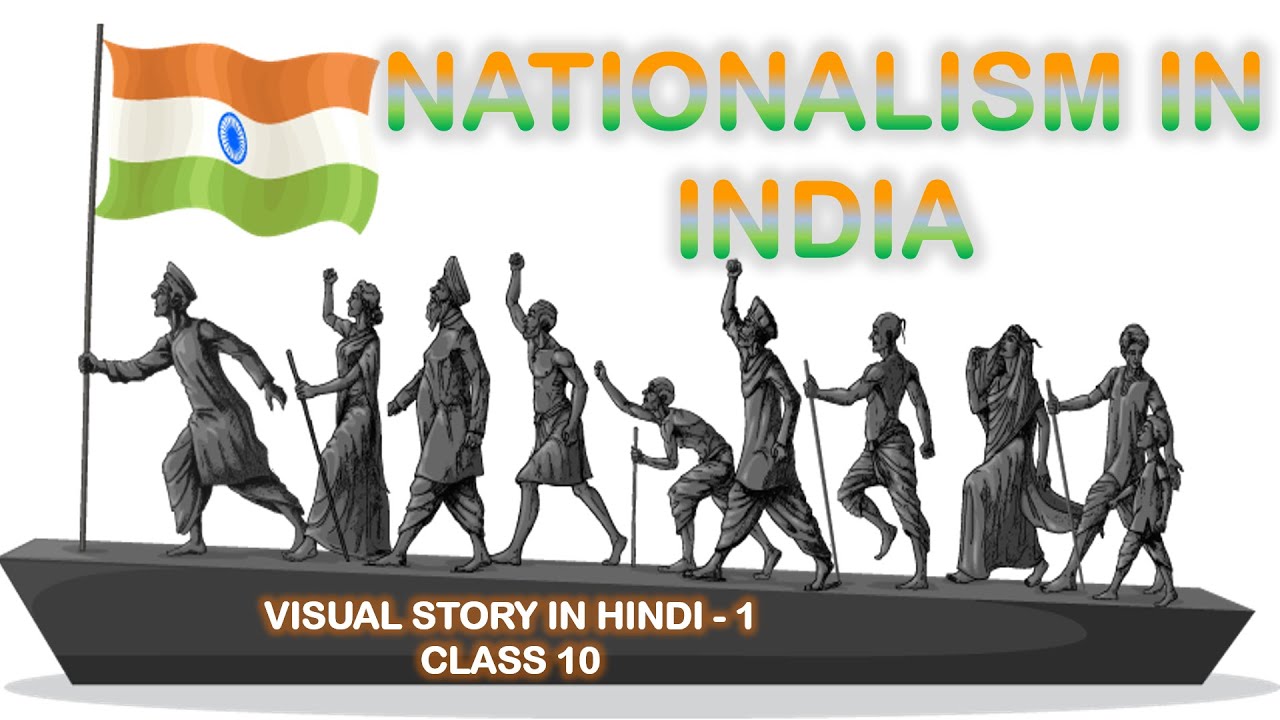 NATIONALISM IN
INDIA
VISUAL STORY IN HINDI - 1
CLASS 10